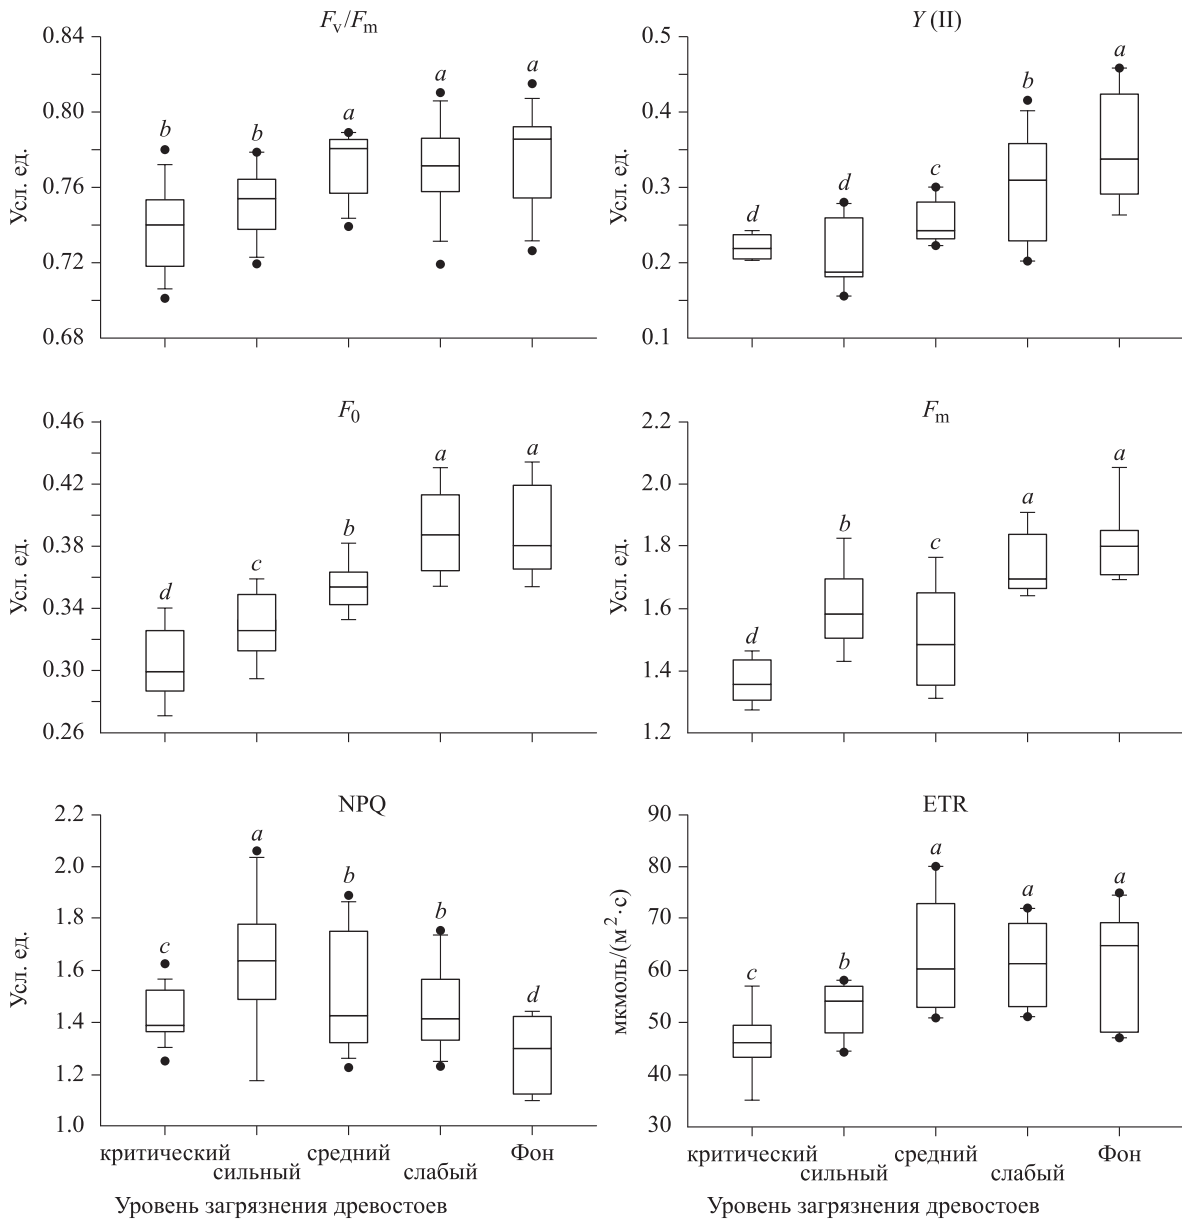 Fv/Fm
0.84
0.80
0.76
0.72
0.68
Усл. ед.
b
b
a
a
a
Y (II)
0.5
0.4
0.3
0.2
0.1
Усл. ед.
d
d
c
b
a
F0
0.46
0.42
0.38
0.34
0.30
0.26
Усл. ед.
d
c
b
a
a
Fm
2.2
2.0
1.8
1.6
1.4
1.2
Усл. ед.
d
b
c
a
a
NPQ
2.2
2.0
1.8
1.6
1.4
1.2
1.0
Усл. ед.
c
a
b
b
d
критический
сильный
средний
слабый
Фон
Уровень загрязнения древостоев
ETR
90
80
70
60
50
40
30
мкмоль/(м²·с)
c
b
a
a
a
критический
сильный
средний
слабый
Фон
Уровень загрязнения древостоев